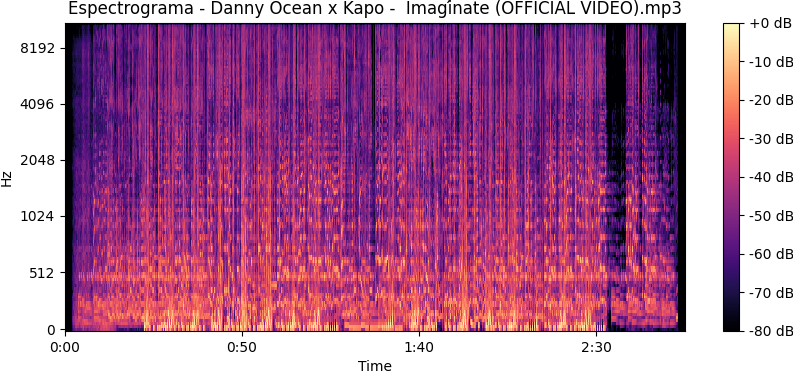 Espectrograma - Danny Ocean x Kapo -  Imagínate (OFFICIAL VIDEO).mp3
8192
4096
2048
1024
512
0
Hz
0:00
0:50
1:40
2:30
Time
+0 dB
-10 dB
-20 dB
-30 dB
-40 dB
-50 dB
-60 dB
-70 dB
-80 dB